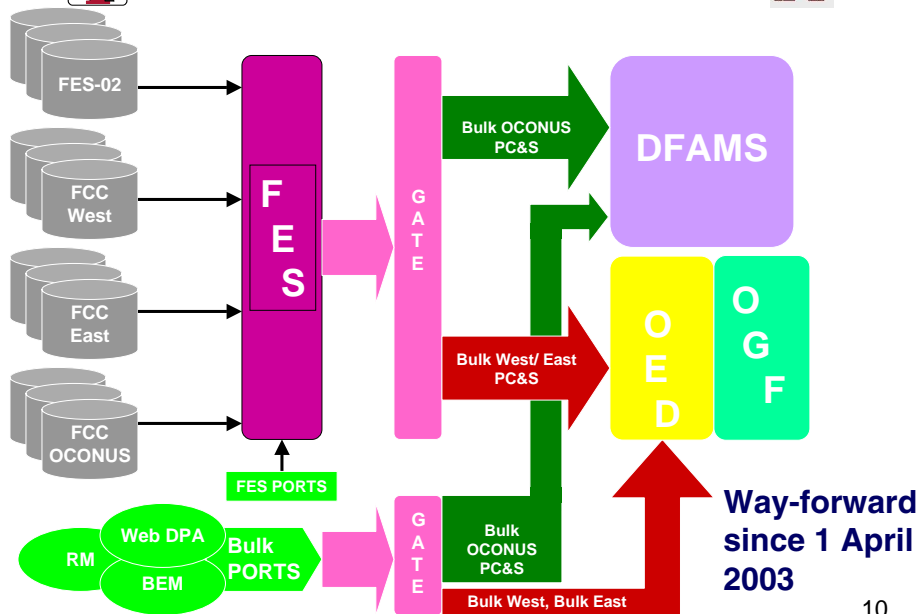 FES-02
FCC
West
FCC
East
FCC
OCONUS
F
E
S
FES PORTS
G
A
T
E
Bulk OCONUS
PC&S
Bulk West/ East
PC&S
DFAMS
O
E
D
O
G
F
RM
Web DPA
BEM
Bulk
PORTS
G
A
T
E
Bulk
OCONUS
PC&S
Bulk West, Bulk East
Way-forward
since 1 April
2003
10